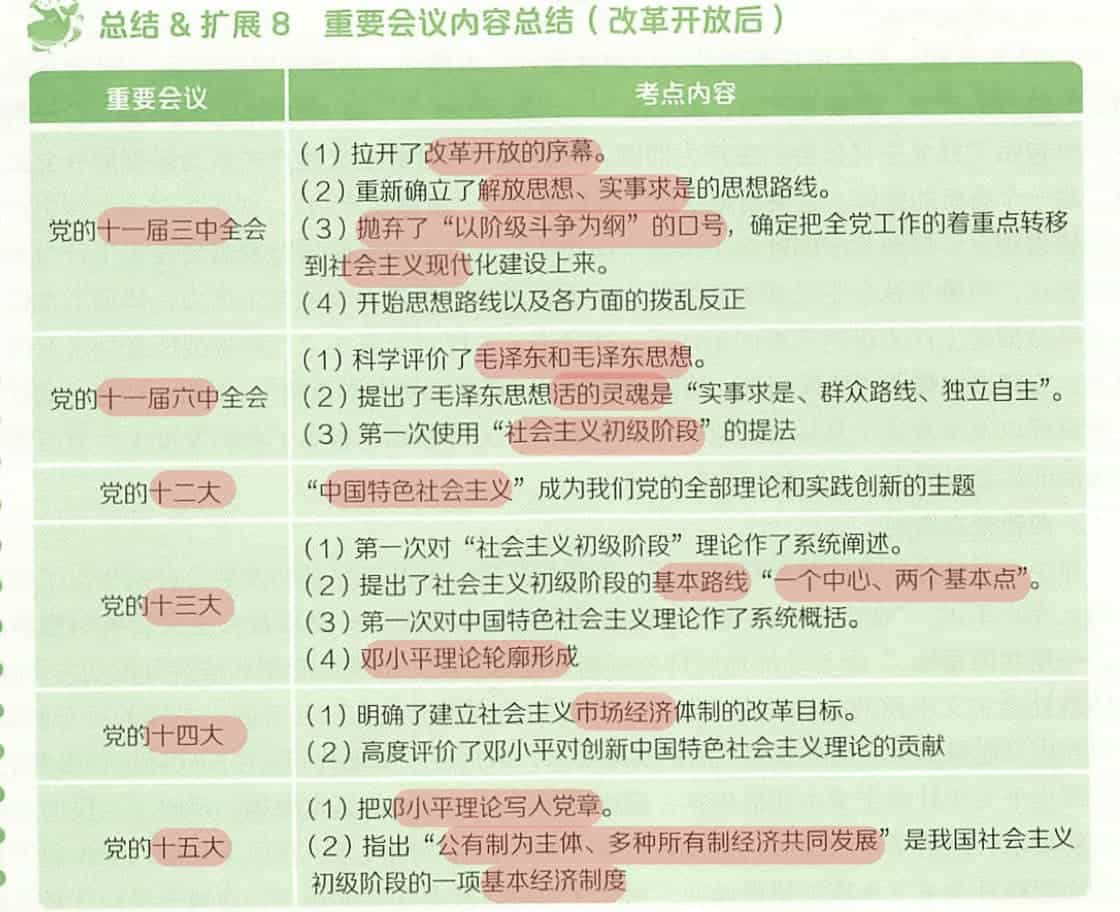 总结 & 扩展 8 重要会议内容总结（改革开放后）
重要会议 考点内容
党的十一届三中全会
（1）拉开了改革开放的序幕。
（2）重新确立了解放思想、实事求是的思想路线。
（3）抛弃了“以阶级斗争为纲”的口号，确定把全党工作的着重点转移
到社会主义现代化建设上来。
（4）开始思想路线以及各方面的拨乱反正
党的十一届六中全会
（1）科学评价了毛泽东和毛泽东思想。
（2）提出了毛泽东思想活的灵魂是“实事求是、群众路线、独立自主”。
（3）第一次使用“社会主义初级阶段”的提法
党的十二大
“中国特色社会主义”成为我们党的全部理论和实践创新的主题
党的十三大
（1）第一次对“社会主义初级阶段”理论作了系统阐述。
（2）提出了社会主义初级阶段的基本路线“一个中心、两个基本点”。
（3）第一次对中国特色社会主义理论作了系统概括。
（4）邓小平理论轮廓形成
党的十四大
（1）明确了建立社会主义市场经济体制的改革目标。
（2）高度评价了邓小平对创新中国特色社会主义理论的贡献
党的十五大
（1）把邓小平理论写入党章。
（2）指出“公有制为主体、多种所有制经济共同发展”是我国社会主义
初级阶段的一项基本经济制度